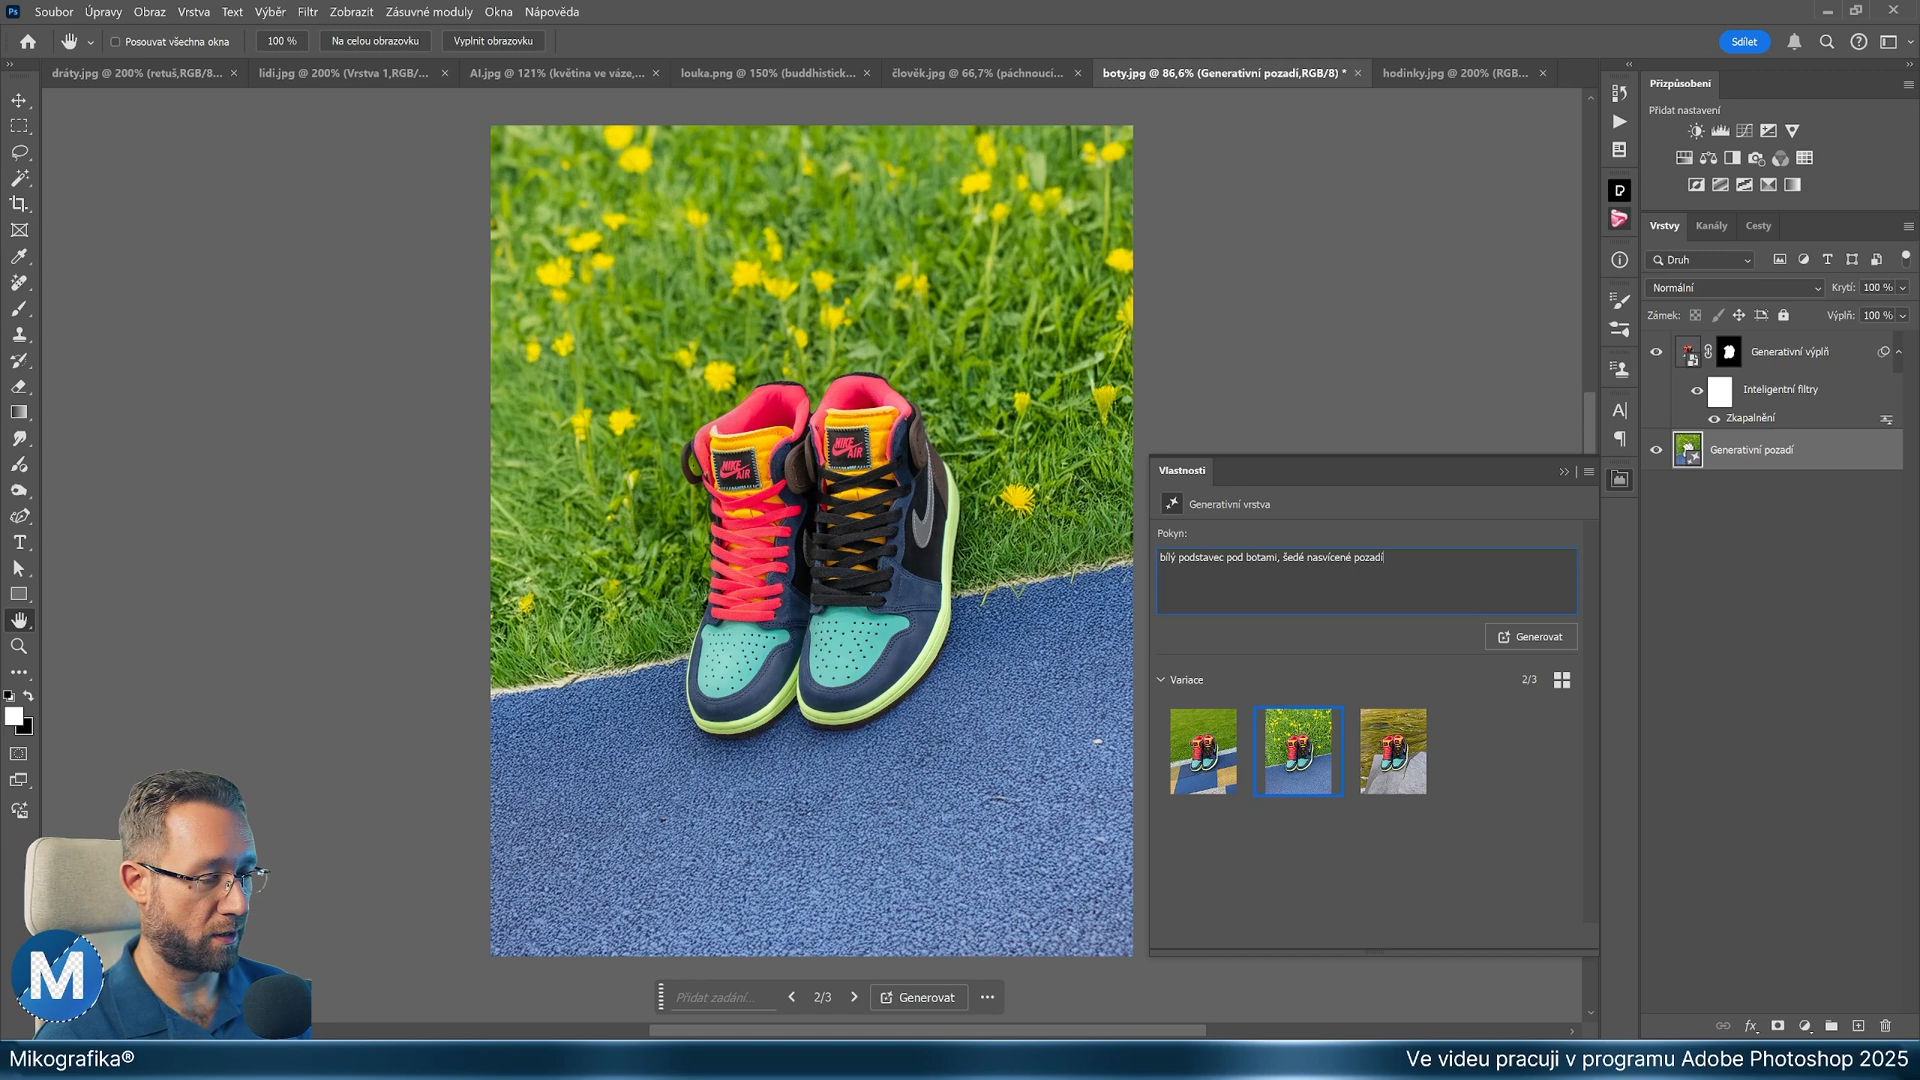 Ps Soubor Úpravy Obraz Vrstva Text Výběr Filtr Zobrazit Zásuvné moduly Okna Nápověda
Posouvat všechna okna 100 % Na celou obrazovku Vyplnit obrazovku Sdílet
dráty.jpg @ 200% (retuš,RGB/8... lidi.jpg @ 200% (Vrstva 1,RGB/... AI.jpg @ 121% (květina ve váze,... louka.png @ 150% (buddhistick... člověk.jpg @ 66,7% (páchnoucí... boty.jpg @ 86,6% (Generativní pozadí,RGB/8) * hodinky.jpg @ 200% (RGB...
Přizpůsobení
Přidat nastavení
Vrstvy Kanály Cesty
Druh
Normální Krytí: 100 %
Zámek: Výplň: 100 %
Generativní výplň
Inteligentní filtry
Zkapalnění
Generativní pozadí
NIKE AIR
NIKE AIR
Vlastnosti
Generativní vrstva
Pokyn:
bílý podstavec pod botami, šedé nasvícené pozadí
Generovat
Variace 2/3
Přidat zadání... 2/3 Generovat
M
Mikografika® Ve videu pracuji v programu Adobe Photoshop 2025